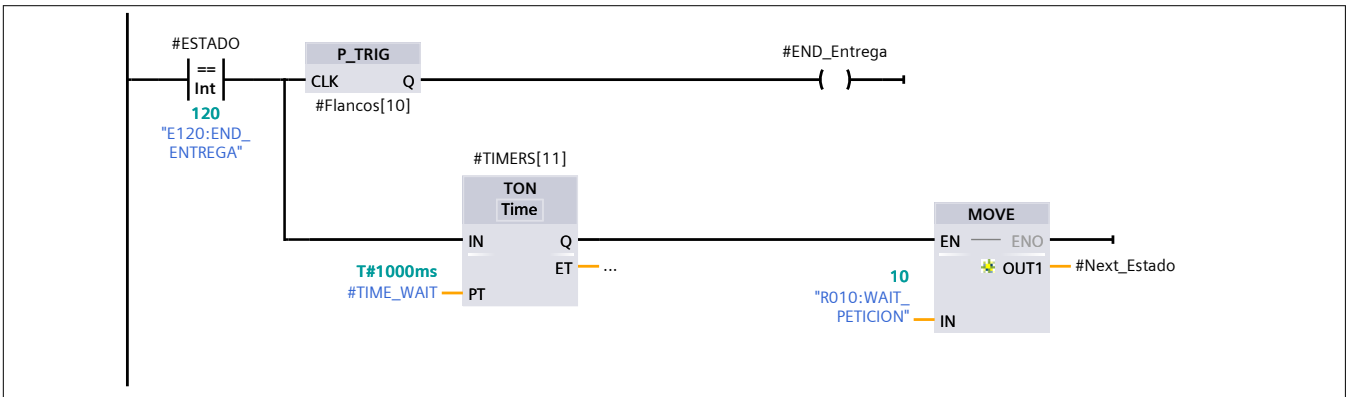 #ESTADO
==
Int
120
"E120:END_
ENTREGA"
P_TRIG
CLK Q
#Flancos[10]
#END_Entrega
#TIMERS[11]
TON
Time
IN Q
ET ...
T#1000ms
#TIME_WAIT PT
MOVE
EN ENO
OUT1 #Next_Estado
10
"R010:WAIT_
PETICION" IN